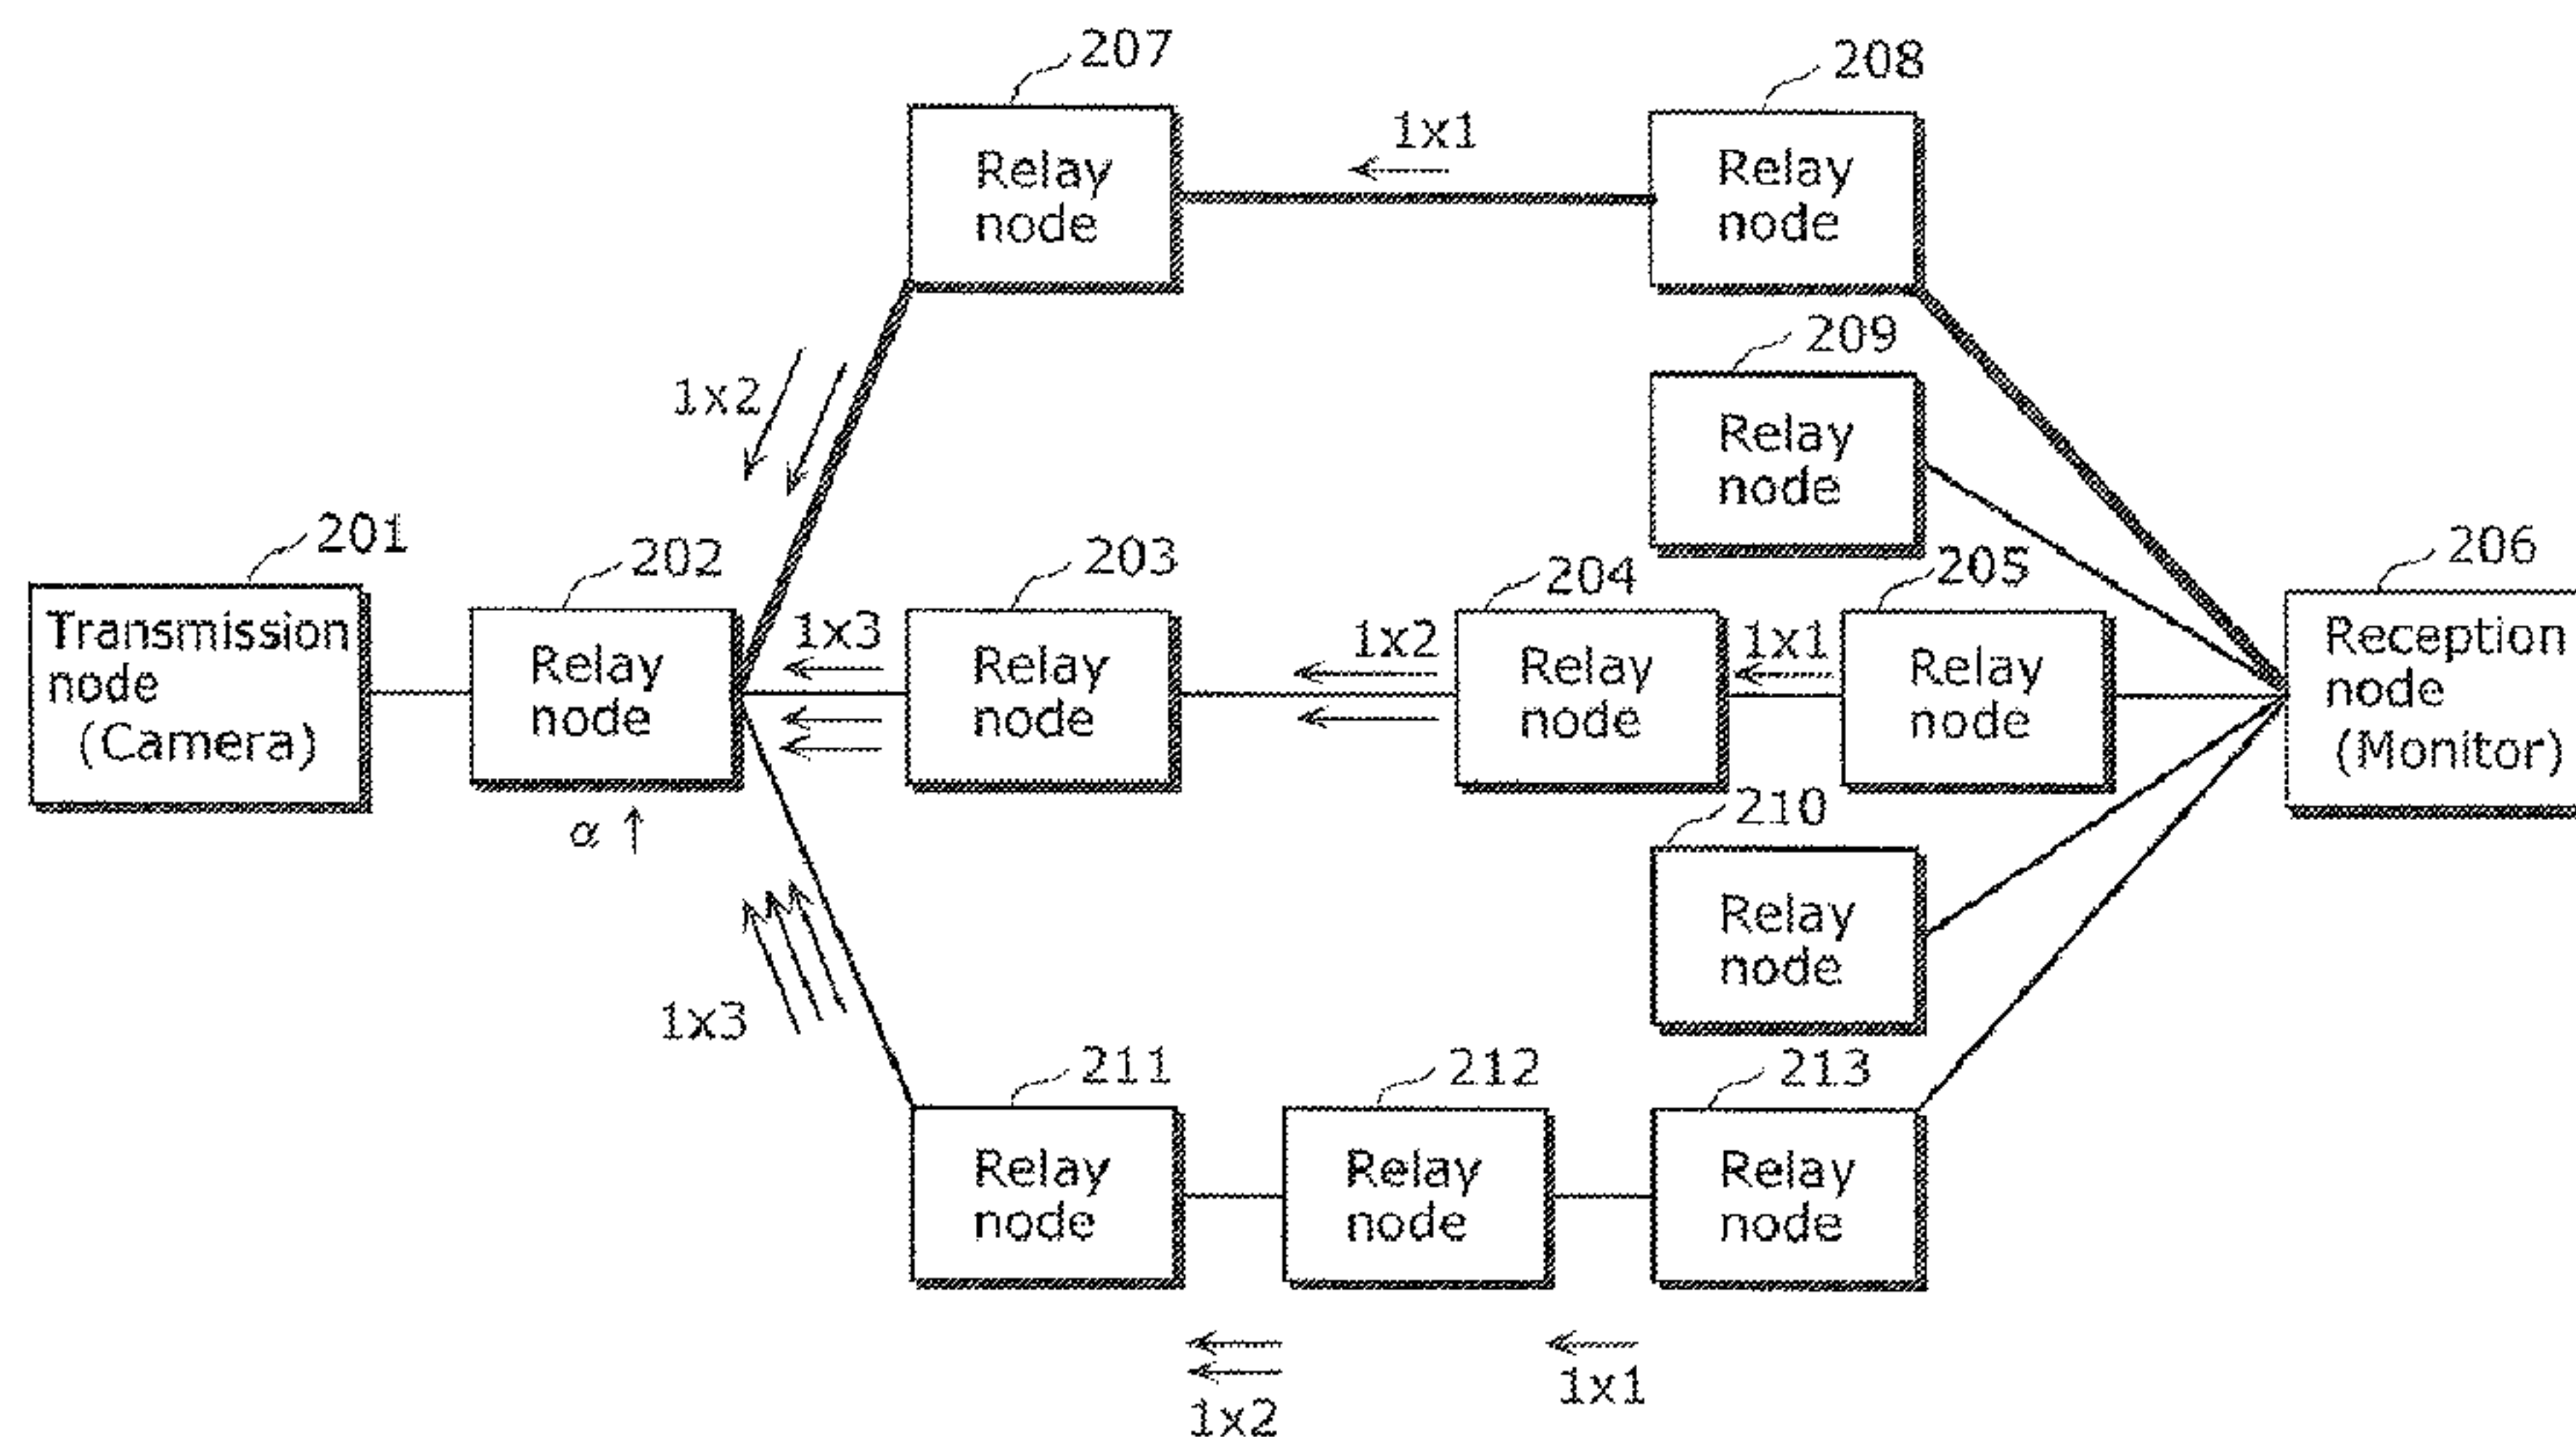 207
208
1x1
Relay
node
Relay
node
209
1x2
Relay
node
201
202
203
204
205
206
Transmission
node
(Camera)
Relay
node
1x3
Relay
node
1x2
Relay
node
1x1
Relay
node
Reception
node
(Monitor)
α ↑
210
Relay
node
1x3
211
212
213
Relay
node
Relay
node
Relay
node
1x2
1x1